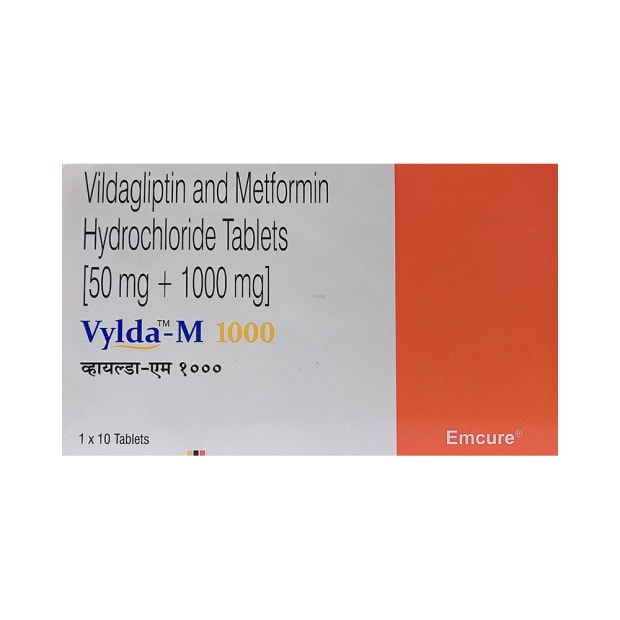 Vildagliptin and Metformin
Hydrochloride Tablets
[50 mg + 1000 mg]
Vylda™-M 1000
व्हायल्डा-एम १०००
1 x 10 Tablets
Emcure®